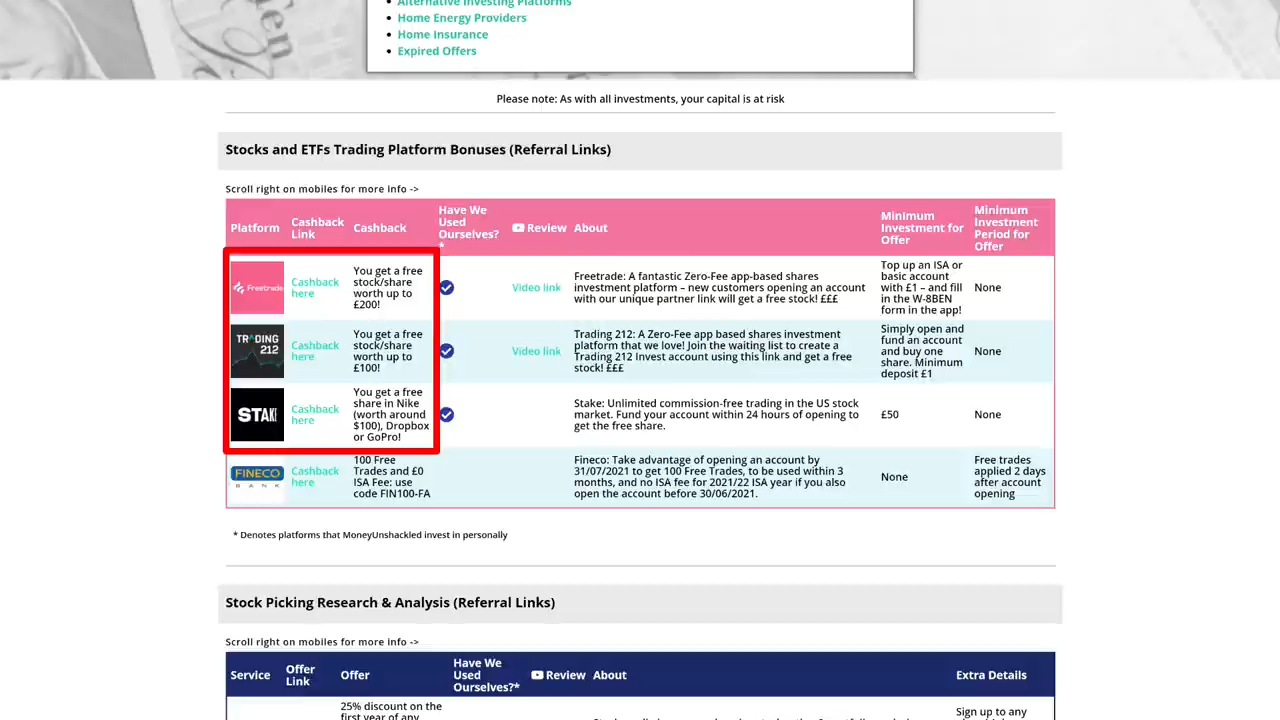 Alternative Investing Platforms
Home Energy Providers
Home Insurance
Expired Offers
Please note: As with all investments, your capital is at risk
Stocks and ETFs Trading Platform Bonuses (Referral Links)
Scroll right on mobiles for more info ->
Platform
Cashback
Link
Cashback
Have We
Used
Ourselves?
*
Review
About
Minimum
Investment for
Offer
Minimum
Investment
Period for
Offer
Freetrade
Cashback
here
You get a free
stock/share
worth up to
£200!
Video link
Freetrade: A fantastic Zero-Fee app-based shares
investment platform – new customers opening an account
with our unique partner link will get a free stock! £££
Top up an ISA or
basic account
with £1 – and fill
in the W-8BEN
form in the app!
None
TRADING
212
Cashback
here
You get a free
stock/share
worth up to
£100!
Video link
Trading 212: A Zero-Fee app based shares investment
platform that we love! Join the waiting list to create a
Trading 212 Invest account using this link and get a free
stock! £££
Simply open and
fund an account
and buy one
share. Minimum
deposit £1
None
STAKE
Cashback
here
You get a free
share in Nike
(worth around
$100), Dropbox
or GoPro!
Stake: Unlimited commission-free trading in the US stock
market. Fund your account within 24 hours of opening to
get the free share.
£50
None
FINECO
BANK
Cashback
here
100 Free
Trades and £0
ISA Fee: use
code FIN100-FA
Fineco: Take advantage of opening an account by
31/07/2021 to get 100 Free Trades, to be used within 3
months, and no ISA fee for 2021/22 ISA year if you also
open the account before 30/06/2021.
None
Free trades
applied 2 days
after account
opening
* Denotes platforms that MoneyUnshackled invest in personally
Stock Picking Research & Analysis (Referral Links)
Scroll right on mobiles for more info ->
Service
Offer
Link
Offer
Have We
Used
Ourselves?*
Review
About
Extra Details
25% discount on the
first year of any
Sign up to any